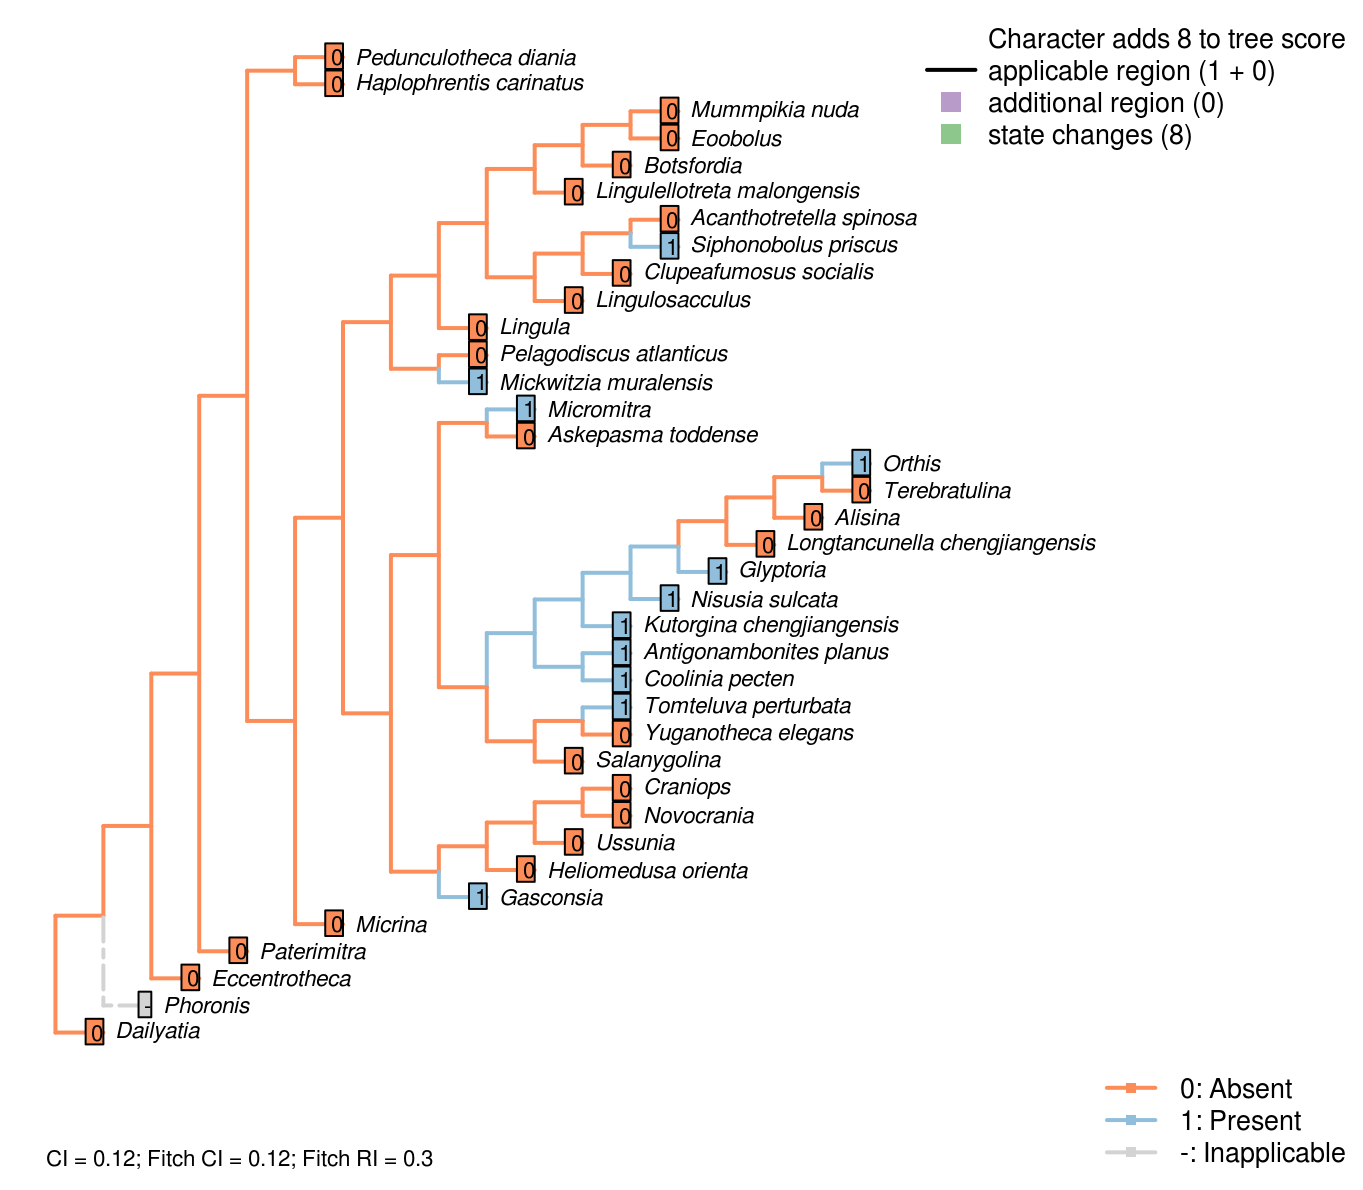 Character adds 8 to tree score
applicable region (1 + 0)
additional region (0)
state changes (8)
0 Pedunculotheca diania
0 Haplophrentis carinatus
0 Mummpikia nuda
0 Eoobolus
0 Botsfordia
0 Lingulellotreta malongensis
0 Acanthotretella spinosa
1 Siphonobolus priscus
0 Clupeafumosus socialis
0 Lingulosacculus
0 Lingula
0 Pelagodiscus atlanticus
1 Mickwitzia muralensis
1 Micromitra
0 Askepasma toddense
1 Orthis
0 Terebratulina
0 Alisina
0 Longtancunella chengjiangensis
1 Glyptoria
1 Nisusia sulcata
1 Kutorgina chengjiangensis
1 Antigonambonites planus
1 Coolinia pecten
1 Tomteluva perturbata
0 Yuganotheca elegans
0 Salanygolina
0 Craniops
0 Novocrania
0 Ussunia
0 Heliomedusa orienta
1 Gasconsia
0 Micrina
0 Paterimitra
0 Eccentrotheca
- Phoronis
0 Dailyatia
0: Absent
1: Present
-: Inapplicable
CI = 0.12; Fitch CI = 0.12; Fitch RI = 0.3